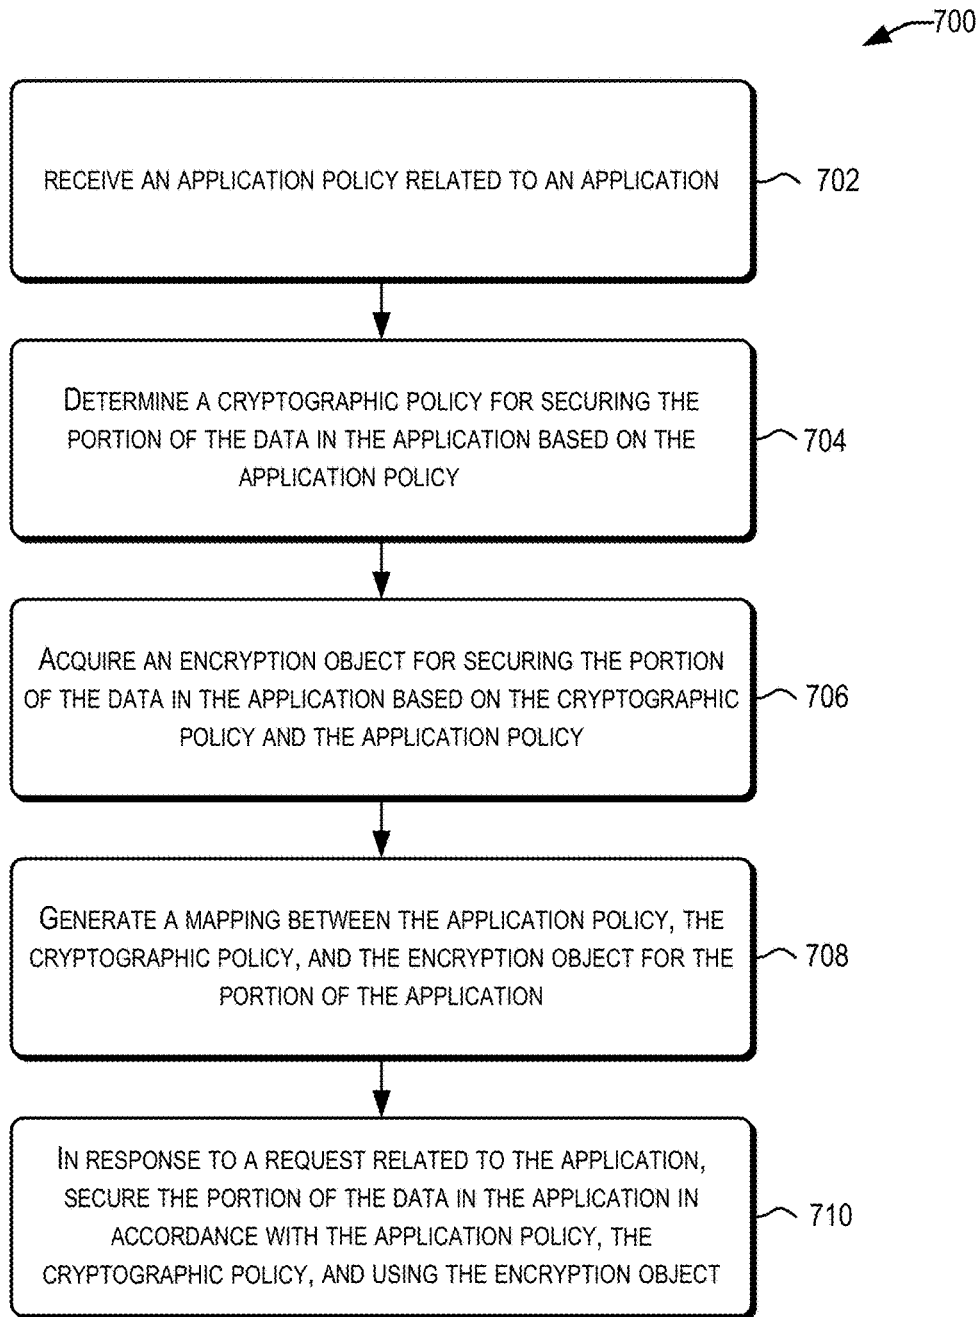 700
RECEIVE AN APPLICATION POLICY RELATED TO AN APPLICATION
702
DETERMINE A CRYPTOGRAPHIC POLICY FOR SECURING THE
PORTION OF THE DATA IN THE APPLICATION BASED ON THE
APPLICATION POLICY
704
ACQUIRE AN ENCRYPTION OBJECT FOR SECURING THE PORTION
OF THE DATA IN THE APPLICATION BASED ON THE CRYPTOGRAPHIC
POLICY AND THE APPLICATION POLICY
706
GENERATE A MAPPING BETWEEN THE APPLICATION POLICY, THE
CRYPTOGRAPHIC POLICY, AND THE ENCRYPTION OBJECT FOR THE
PORTION OF THE APPLICATION
708
IN RESPONSE TO A REQUEST RELATED TO THE APPLICATION,
SECURE THE PORTION OF THE DATA IN THE APPLICATION IN
ACCORDANCE WITH THE APPLICATION POLICY, THE
CRYPTOGRAPHIC POLICY, AND USING THE ENCRYPTION OBJECT
710